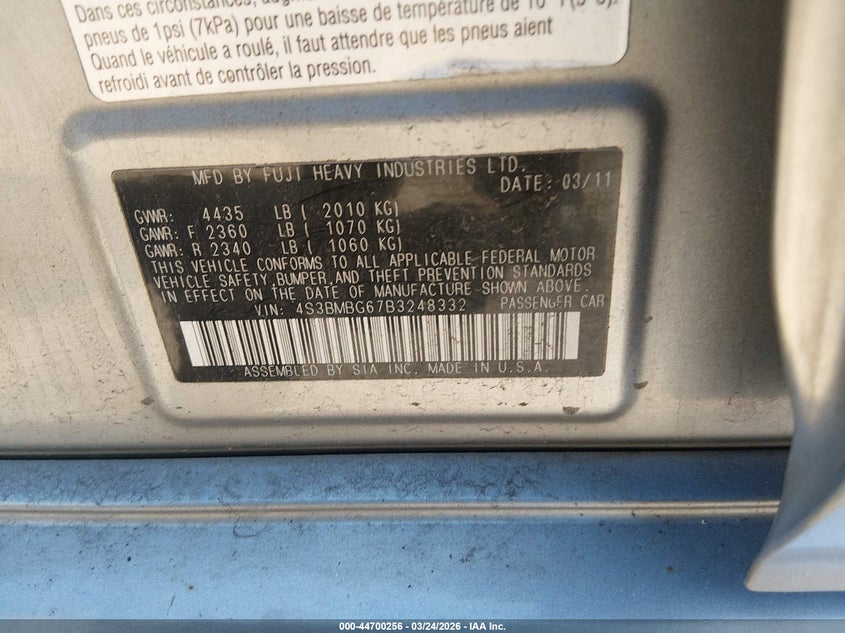 Dans ces circonstances,
pneus de 1psi (7kPa) pour une baisse de température de
Quand le véhicule a roulé, il faut attendre que les pneus aient
refroidi avant de contrôler la pression.
MFD BY FUJI HEAVY INDUSTRIES LTD.
DATE: 03/11
GVWR: 4435 LB ( 2010 KG)
GAWR: F 2360 LB ( 1070 KG)
GAWR: R 2340 LB ( 1060 KG)
THIS VEHICLE CONFORMS TO ALL APPLICABLE FEDERAL MOTOR
VEHICLE SAFETY, BUMPER, AND THEFT PREVENTION STANDARDS
IN EFFECT ON THE DATE OF MANUFACTURE SHOWN ABOVE.
VIN: 4S3BMBG67B3248332 PASSENGER CAR
ASSEMBLED BY SIA INC. MADE IN U.S.A.
000-44700256 - 03/24/2026 - IAA Inc.